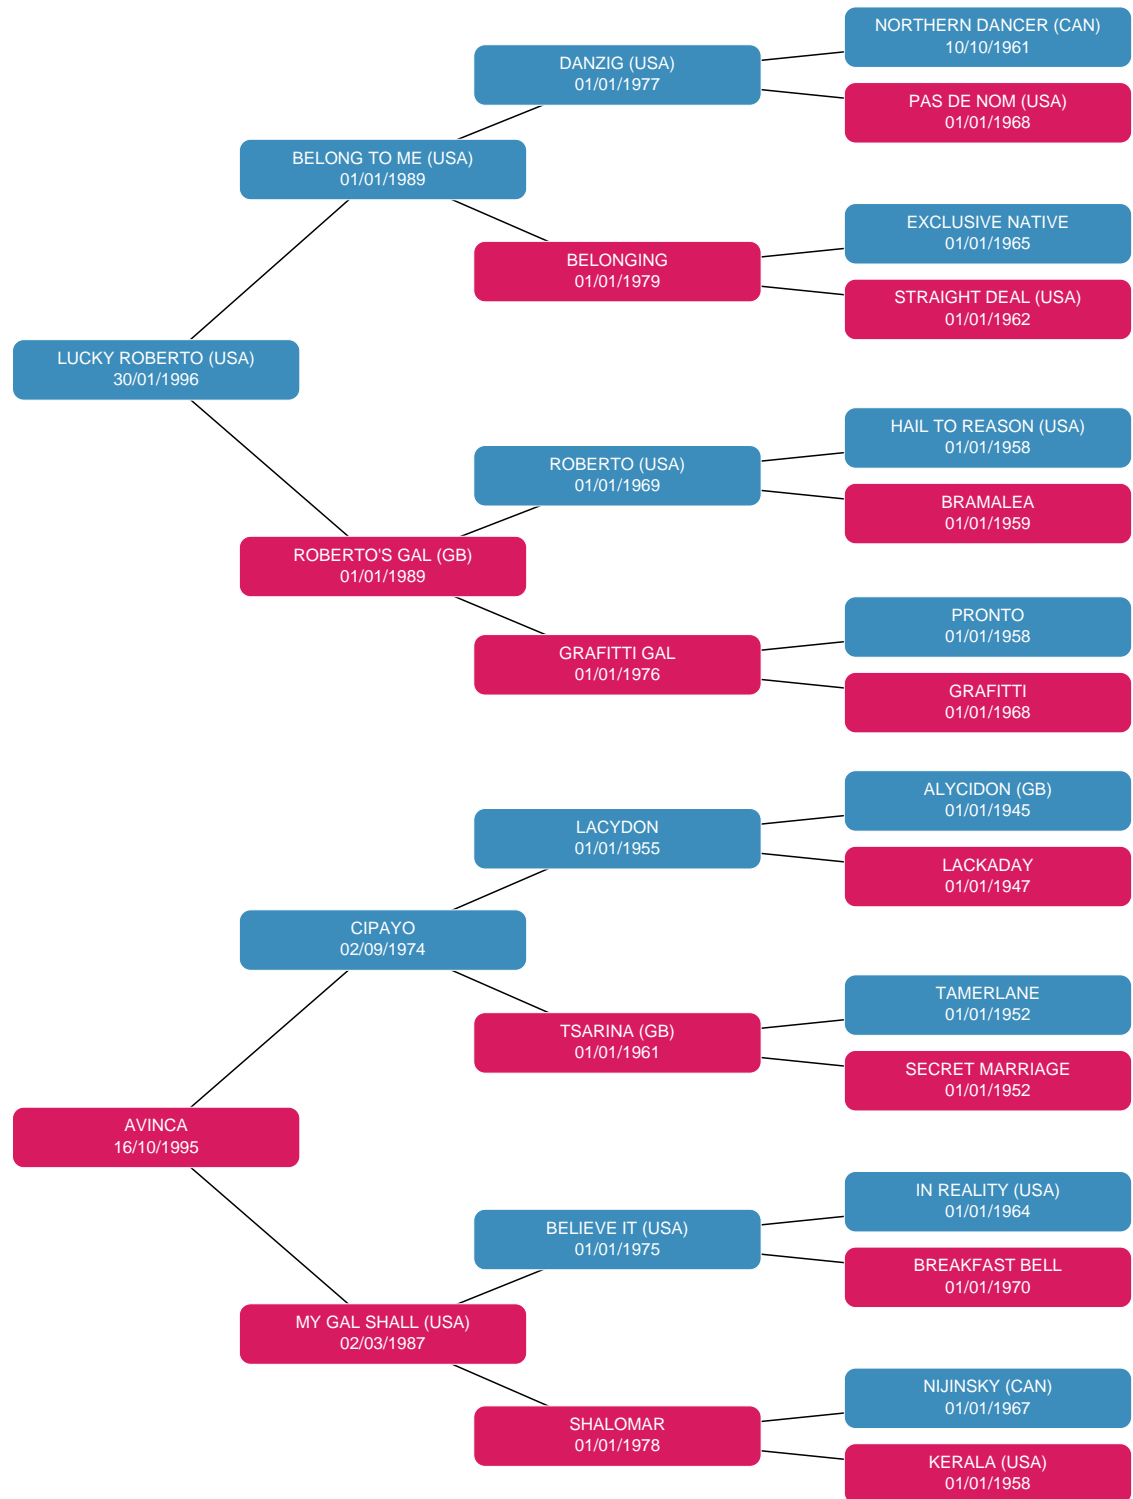 NORTHERN DANCER (CAN)
10/10/1961
DANZIG (USA)
01/01/1977
PAS DE NOM (USA)
01/01/1968
BELONG TO ME (USA)
01/01/1989
EXCLUSIVE NATIVE
01/01/1965
BELONGING
01/01/1979
STRAIGHT DEAL (USA)
01/01/1962
LUCKY ROBERTO (USA)
30/01/1996
HAIL TO REASON (USA)
01/01/1958
ROBERTO (USA)
01/01/1969
BRAMALEA
01/01/1959
ROBERTO'S GAL (GB)
01/01/1989
PRONTO
01/01/1958
GRAFITTI GAL
01/01/1976
GRAFITTI
01/01/1968
ALYCIDON (GB)
01/01/1945
LACYDON
01/01/1955
LACKADAY
01/01/1947
CIPAYO
02/09/1974
TAMERLANE
01/01/1952
TSARINA (GB)
01/01/1961
SECRET MARRIAGE
01/01/1952
AVINCA
16/10/1995
IN REALITY (USA)
01/01/1964
BELIEVE IT (USA)
01/01/1975
BREAKFAST BELL
01/01/1970
MY GAL SHALL (USA)
02/03/1987
NIJINSKY (CAN)
01/01/1967
SHALOMAR
01/01/1978
KERALA (USA)
01/01/1958